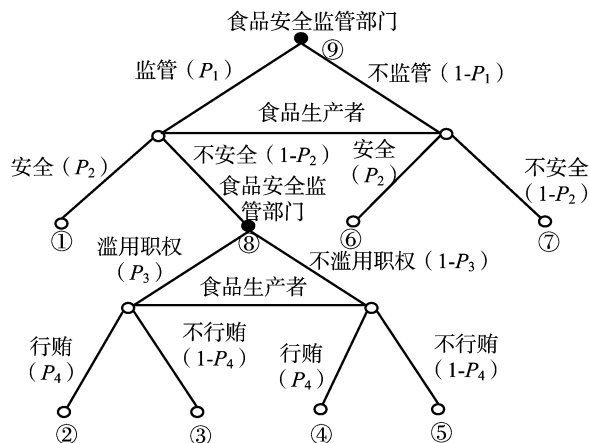 食品安全监管部门
⑨
监管（P₁）
不监管（1-P₁）
食品生产者
安全（P₂）
不安全（1-P₂）
安全
（P₂）
不安全
（1-P₂）
食品安全监
管部门
①
⑧
⑥
⑦
滥用职权
（P₃）
不滥用职权（1-P₃）
食品生产者
行贿
（P₄）
不行贿
（1-P₄）
行贿
（P₄）
不行贿
（1-P₄）
②
③
④
⑤